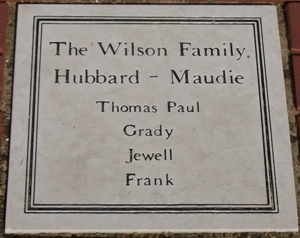 The Wilson Family,
Hubbard - Maudie
Thomas Paul
Grady
Jewell
Frank